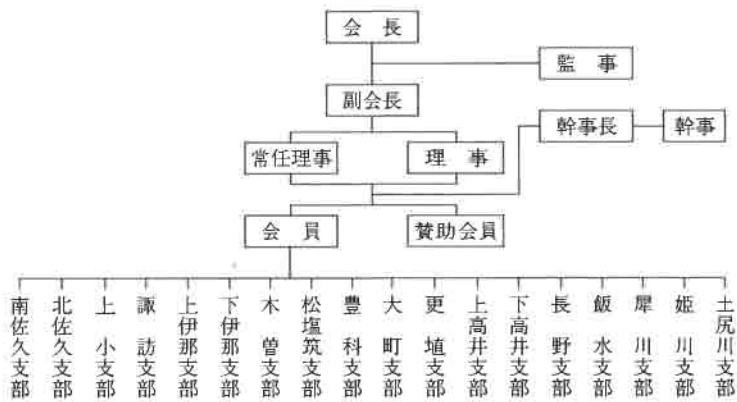 会長
監事
副会長
幹事長
幹事
常任理事
理事
会員
賛助会員
南佐久支部
北佐久支部
上小支部
諏訪支部
上伊那支部
下伊那支部
木曽支部
松塩筑支部
豊科支部
大町支部
更埴支部
上高井支部
下高井支部
長野支部
飯水支部
犀川支部
姫川支部
土尻川支部